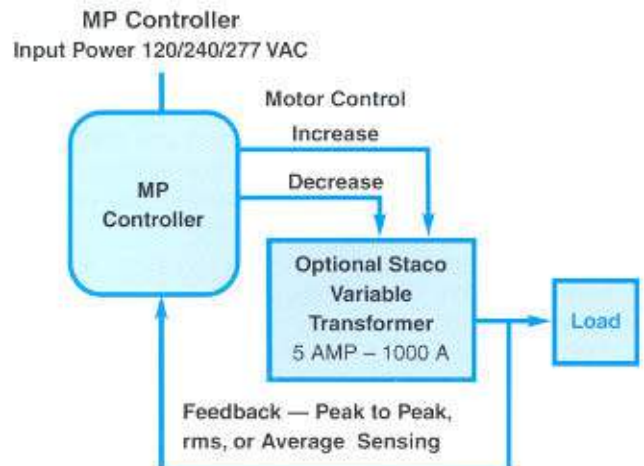 MP Controller
Input Power 120/240/277 VAC
Motor Control
Increase
Decrease
MP
Controller
Optional Staco
Variable
Transformer
5 AMP – 1000 A
Load
Feedback — Peak to Peak,
rms, or Average Sensing